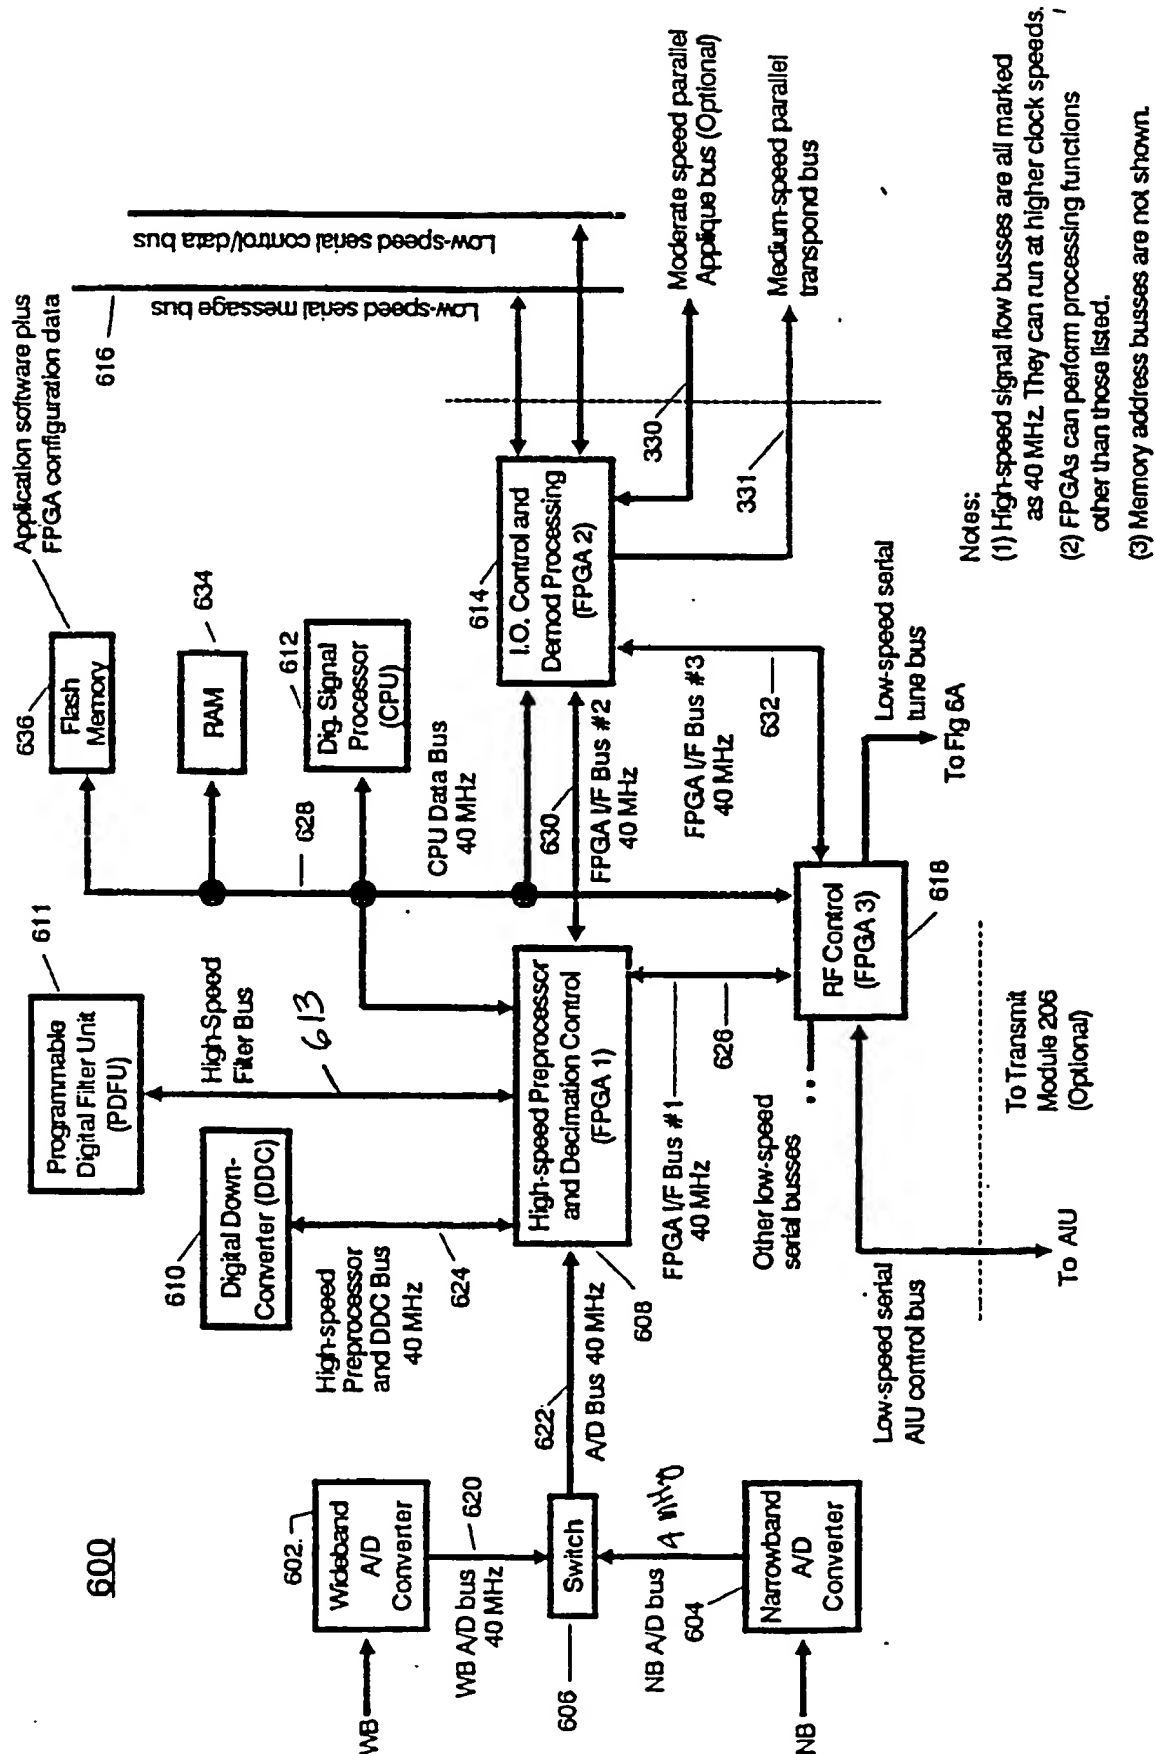 600
WB
602
Wideband
A/D
Converter
WB A/D bus
40 MHz
620
606
Switch
NB A/D bus
604
NB
Narrowband
A/D
Converter
622
A/D Bus 40 MHz
610
Digital Down-
Converter (DDC)
High-speed
Preprocessor
and DDC Bus
40 MHz
624
611
Programmable
Digital Filter Unit
(PDFU)
High-Speed
Filter Bus
613
608
High-speed Preprocessor
and Decimation Control
(FPGA 1)
FPGA I/F Bus #1
40 MHz
626
Other low-speed
serial busses
Low-speed serial
AIU control bus
To AIU
To Transmit
Module 206
(Optional)
RF Control
(FPGA 3)
618
628
636
Flash
Memory
Application software plus
FPGA configuration data
RAM
634
612
Dig. Signal
Processor
(CPU)
CPU Data Bus
40 MHz
630
FPGA I/F Bus #2
40 MHz
FPGA I/F Bus #3
40 MHz
632
614
I.O. Control and
Demod Processing
(FPGA 2)
Low-speed serial
tune bus
To Fig 6A
616
Low-speed serial message bus
Low-speed serial control/data bus
330
Moderate speed parallel
Applique bus (Optional)
331
Medium-speed parallel
transpond bus
Notes:
(1) High-speed signal flow busses are all marked
as 40 MHz. They can run at higher clock speeds.
(2) FPGAs can perform processing functions
other than those listed.
(3) Memory address busses are not shown.